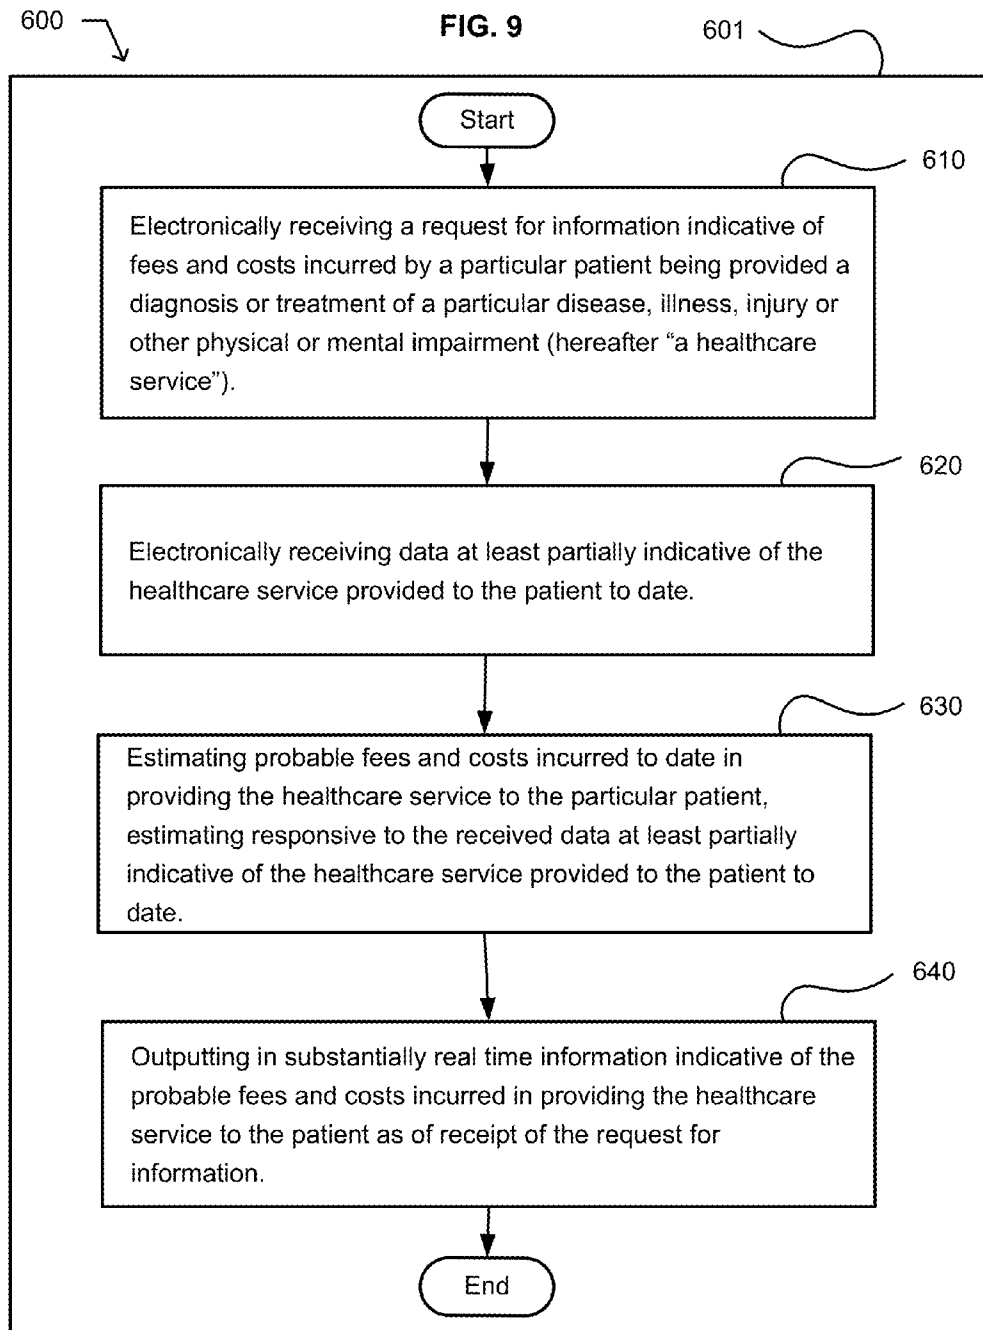 600
FIG. 9
601
Start
610
Electronically receiving a request for information indicative of
fees and costs incurred by a particular patient being provided a
diagnosis or treatment of a particular disease, illness, injury or
other physical or mental impairment (hereafter “a healthcare
service”).
620
Electronically receiving data at least partially indicative of the
healthcare service provided to the patient to date.
630
Estimating probable fees and costs incurred to date in
providing the healthcare service to the particular patient,
estimating responsive to the received data at least partially
indicative of the healthcare service provided to the patient to
date.
640
Outputting in substantially real time information indicative of the
probable fees and costs incurred in providing the healthcare
service to the patient as of receipt of the request for
information.
End